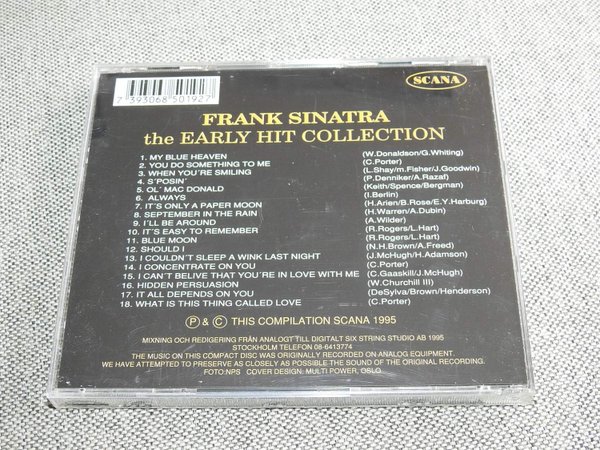 SCANA
7 393068 501927
FRANK SINATRA
the EARLY HIT COLLECTION
1. MY BLUE HEAVEN (W.Donaldson/G.Whiting)
2. YOU DO SOMETHING TO ME (C.Porter)
3. WHEN YOU'RE SMILING (L.Shay/m.Fisher/J.Goodwin)
4. S'POSIN' (P.Denniker/A.Razaf)
5. OL' MAC DONALD (Keith/Spence/Bergman)
6. ALWAYS (I.Berlin)
7. IT'S ONLY A PAPER MOON (H.Arlen/B.Rose/E.Y.Harburg)
8. SEPTEMBER IN THE RAIN (H.Warren/A.Dubin)
9. I'LL BE AROUND (A.Wilder)
10. IT'S EASY TO REMEMBER (R.Rogers/L.Hart)
11. BLUE MOON (R.Rogers/L.Hart)
12. SHOULD I (N.H.Brown/A.Freed)
13. I COULDN'T SLEEP A WINK LAST NIGHT (J.McHugh/H.Adamson)
14. I CONCENTRATE ON YOU (C.Porter)
15. I CAN'T BELIVE THAT YOU'RE IN LOVE WITH ME (C.Gaaskill/J.McHugh)
16. HIDDEN PERSUASION (W.Churchill III)
17. IT ALL DEPENDS ON YOU (DeSylva/Brown/Henderson)
18. WHAT IS THIS THING CALLED LOVE (C.Porter)
Ⓟ & Ⓒ THIS COMPILATION SCANA 1995
MIXNING OCH REDIGERING FRÅN ANALOGT TILL DIGITALT SIX STRING STUDIO AB 1995
STOCKHOLM TELEFON 08-6413774
THE MUSIC ON THIS COMPACT DISC WAS ORIGINALLY RECORDED ON ANALOG EQUIPMENT.
WE HAVE ATTEMPTED TO PRESERVE AS CLOSELY AS POSSIBLE THE SOUND OF THE ORIGINAL RECORDING.
FOTO:NPS COVER DESIGN: MULTI POWER, OSLO